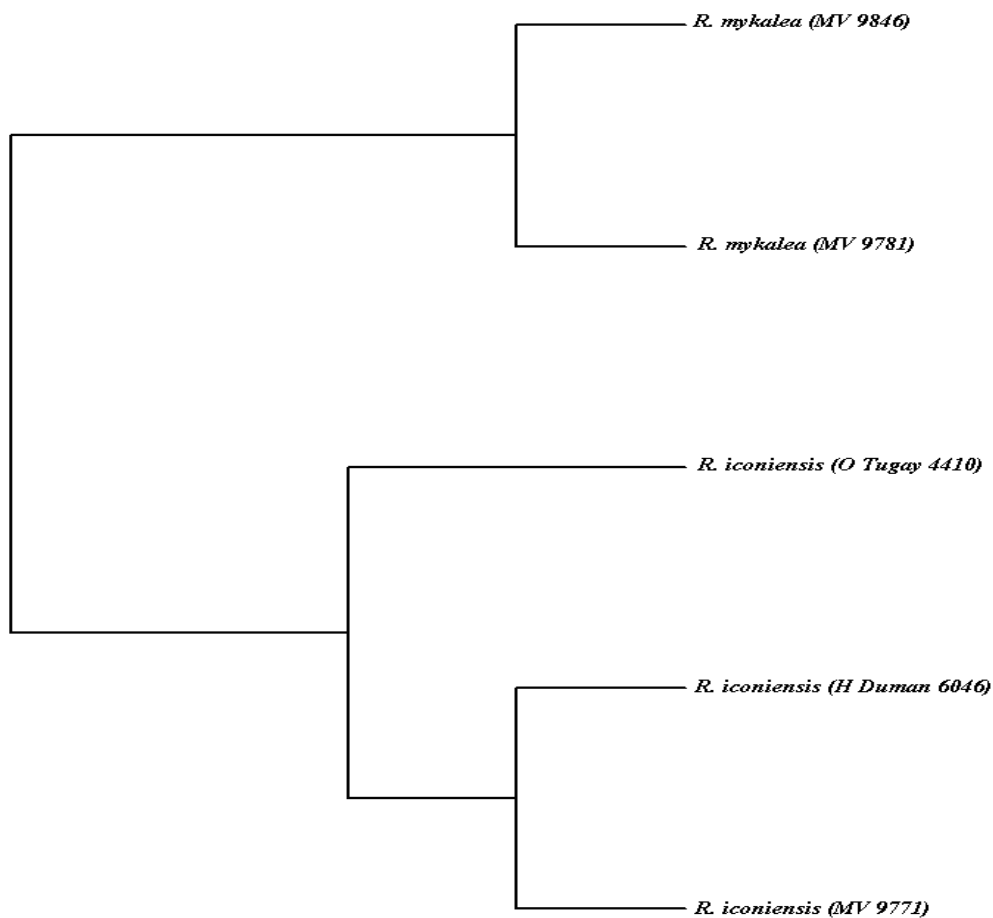 R. mykalea (MV 9846)
R. mykalea (MV 9781)
R. iconiensis (O Tugay 4410)
R. iconiensis (H Duman 6046)
R. iconiensis (MV 9771)